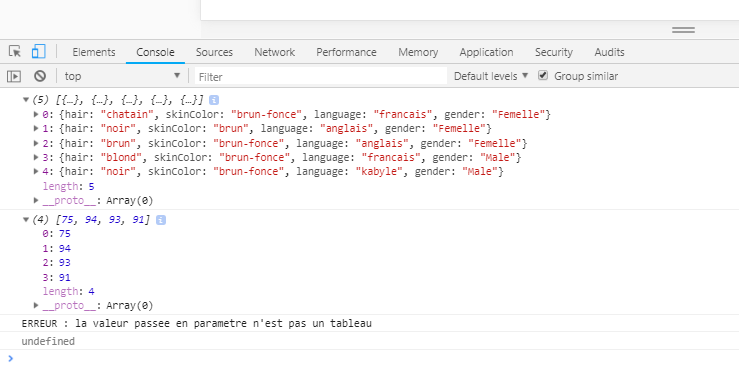 Elements Console Sources Network Performance Memory Application Security Audits
top Filter Default levels Group similar
(5) [{…}, {…}, {…}, {…}, {…}]
0: {hair: "chatain", skinColor: "brun-fonce", language: "francais", gender: "Femelle"}
1: {hair: "noir", skinColor: "brun", language: "anglais", gender: "Femelle"}
2: {hair: "brun", skinColor: "brun-fonce", language: "anglais", gender: "Femelle"}
3: {hair: "blond", skinColor: "brun-fonce", language: "francais", gender: "Male"}
4: {hair: "noir", skinColor: "brun-fonce", language: "kabyle", gender: "Male"}
length: 5
__proto__: Array(0)
(4) [75, 94, 93, 91]
0: 75
1: 94
2: 93
3: 91
length: 4
__proto__: Array(0)
ERREUR : la valeur passee en parametre n'est pas un tableau
undefined